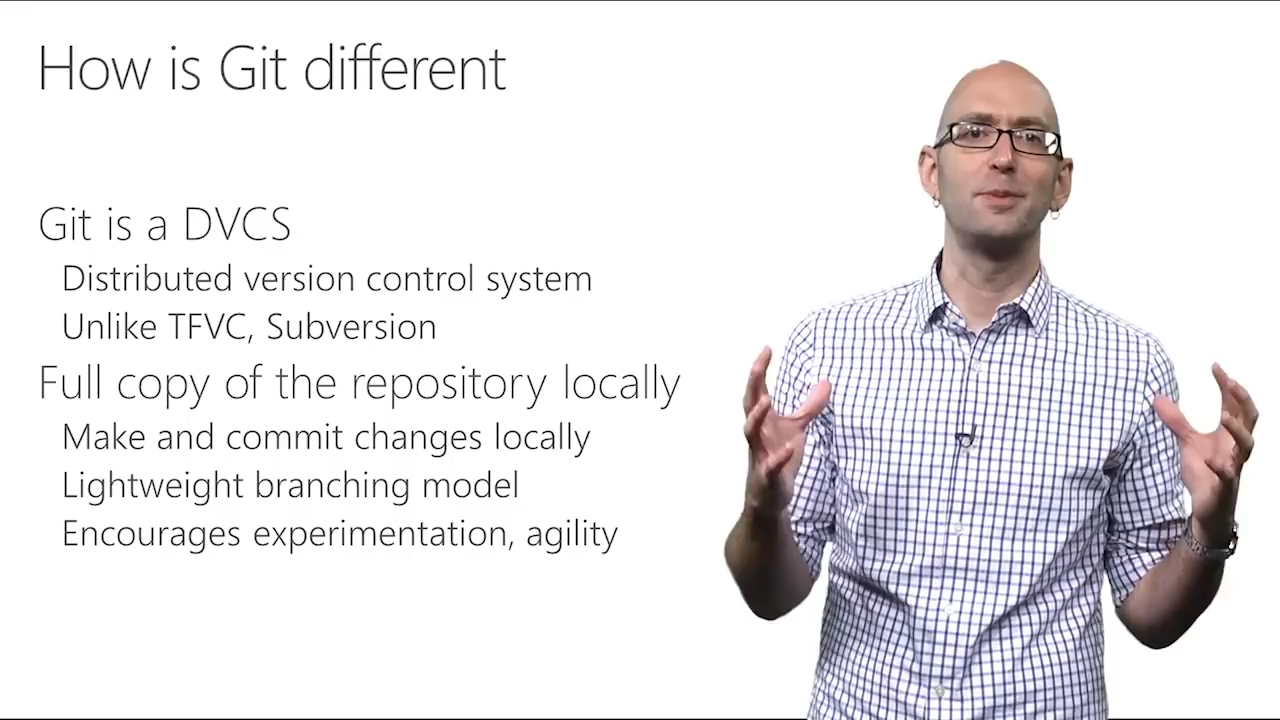 How is Git different
Git is a DVCS
Distributed version control system
Unlike TFVC, Subversion
Full copy of the repository locally
Make and commit changes locally
Lightweight branching model
Encourages experimentation, agility